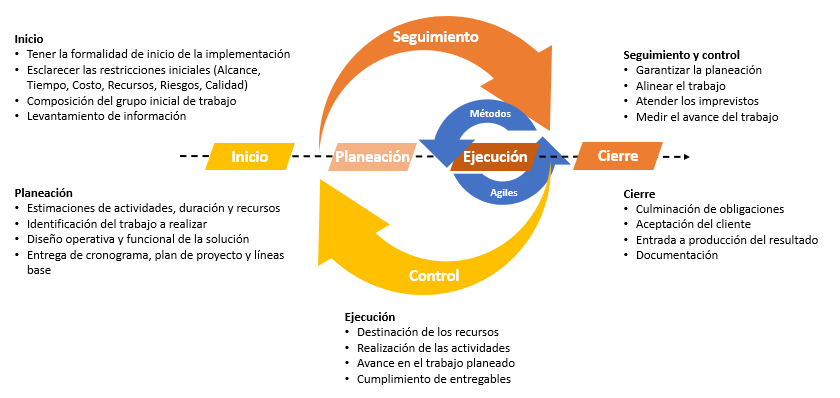 Inicio
• Tener la formalidad de inicio de la implementación
• Esclarecer las restricciones iniciales (Alcance,
Tiempo, Costo, Recursos, Riesgos, Calidad)
• Composición del grupo inicial de trabajo
• Levantamiento de información
Seguimiento
Seguimiento y control
• Garantizar la planeación
• Alinear el trabajo
• Atender los imprevistos
• Medir el avance del trabajo
Métodos
Inicio
Planeación
Ejecución
Cierre
Agiles
Planeación
• Estimaciones de actividades, duración y recursos
• Identificación del trabajo a realizar
• Diseño operativa y funcional de la solución
• Entrega de cronograma, plan de proyecto y líneas
base
Control
Cierre
• Culminación de obligaciones
• Aceptación del cliente
• Entrada a producción del resultado
• Documentación
Ejecución
• Destinación de los recursos
• Realización de las actividades
• Avance en el trabajo planeado
• Cumplimiento de entregables